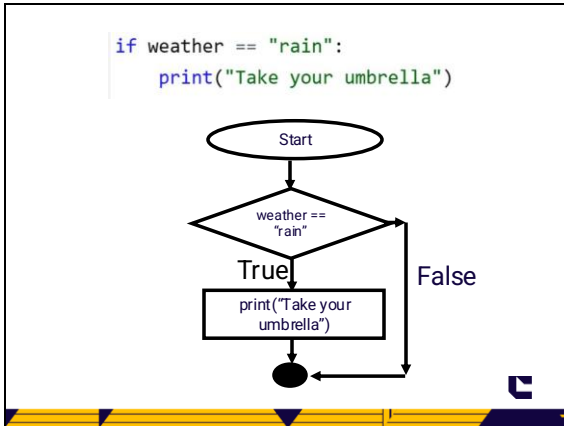 if weather == "rain":
    print("Take your umbrella")
Start
weather ==
“rain”
True
False
print(“Take your
umbrella”)